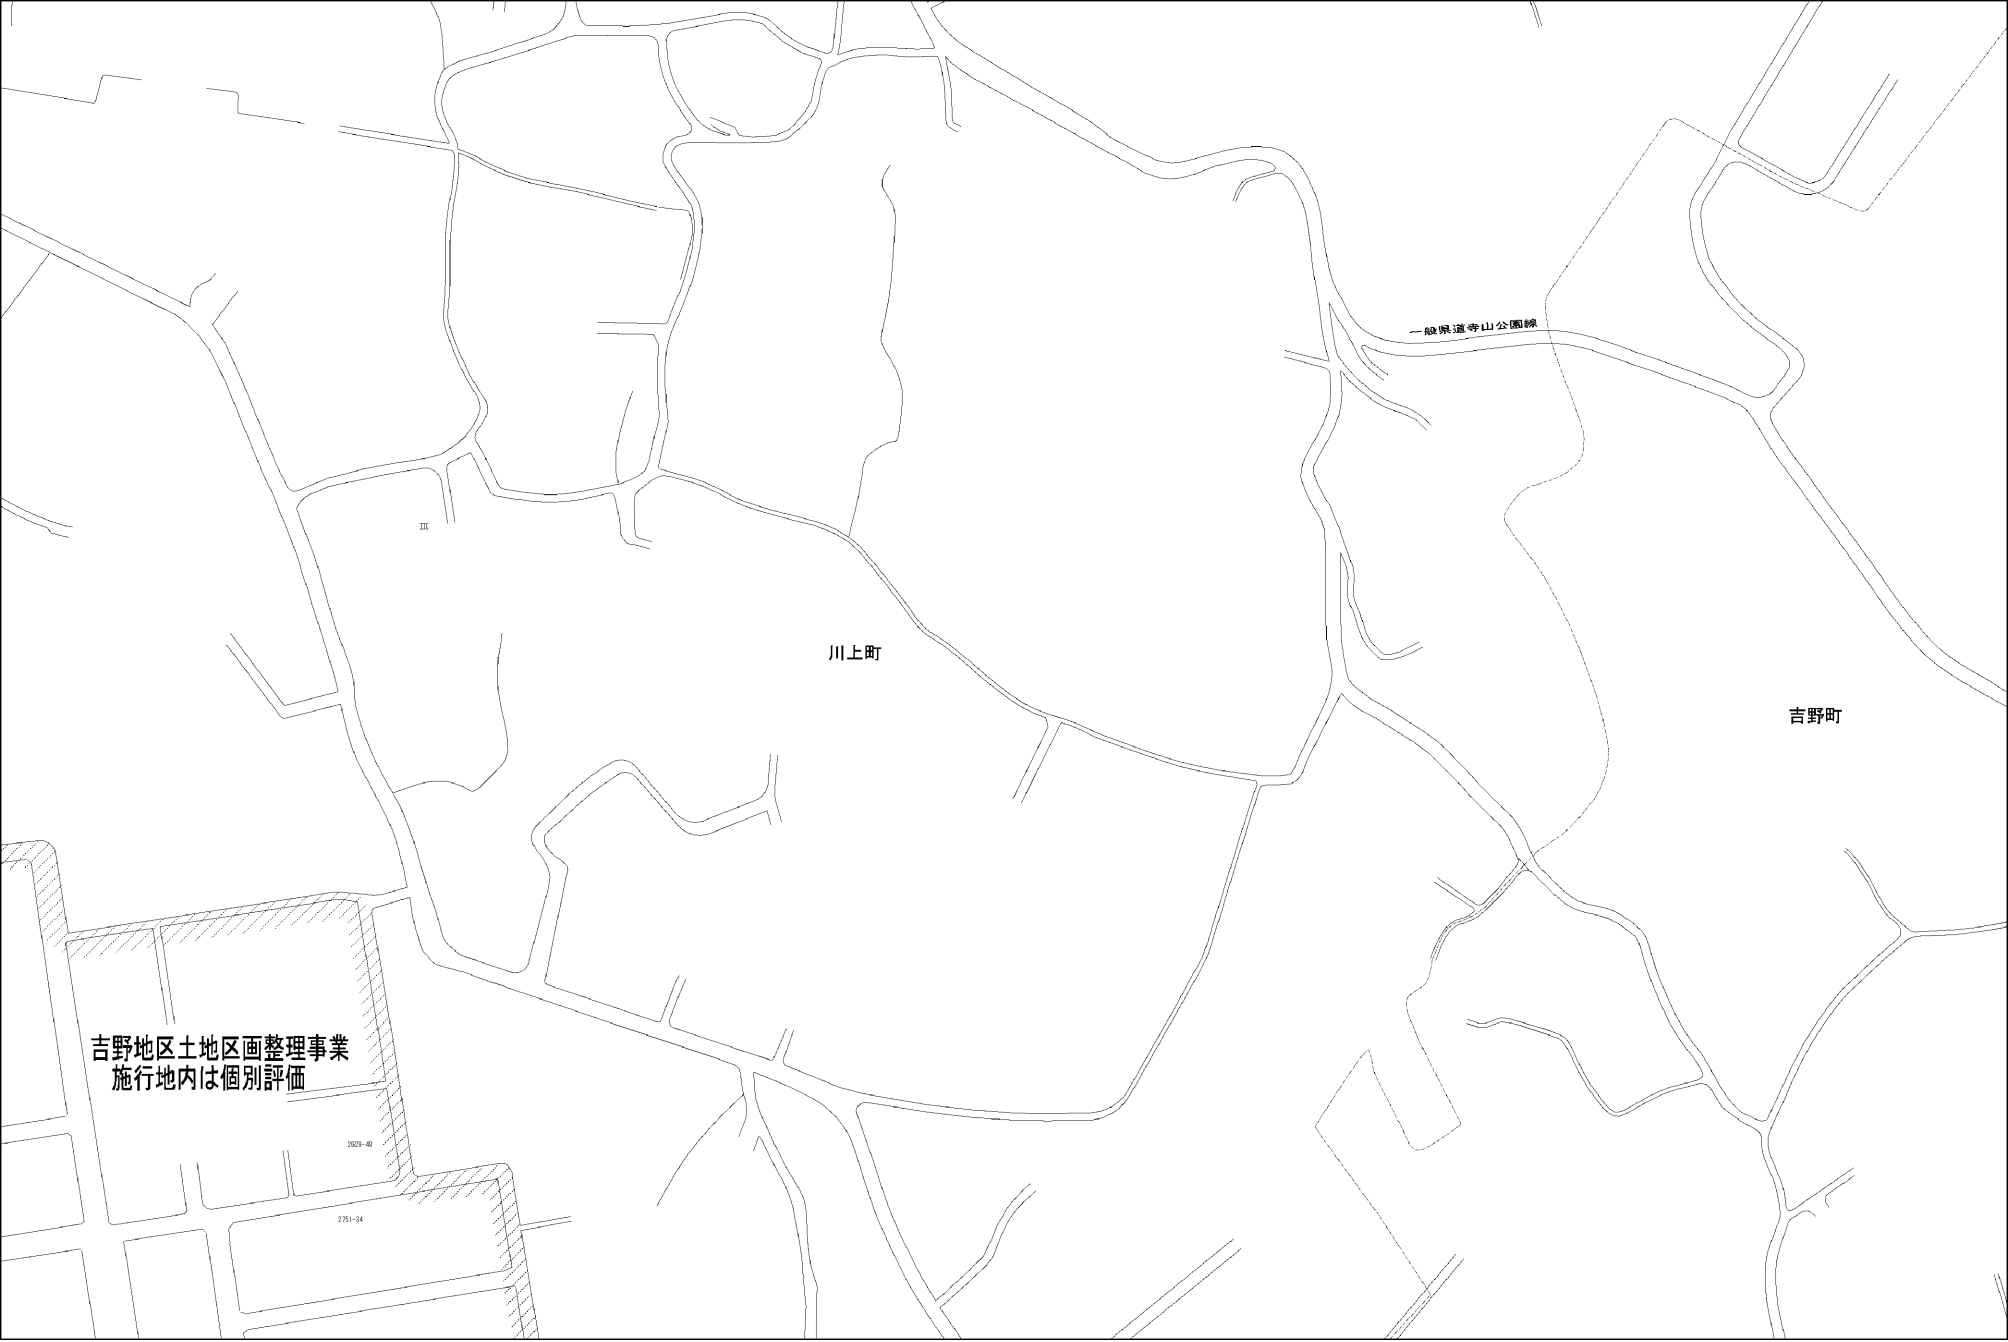 一般県道寺山公園線
Ⅲ
川上町
吉野町
吉野地区土地区画整理事業
施行地内は個別評価
2629-48
2751-34